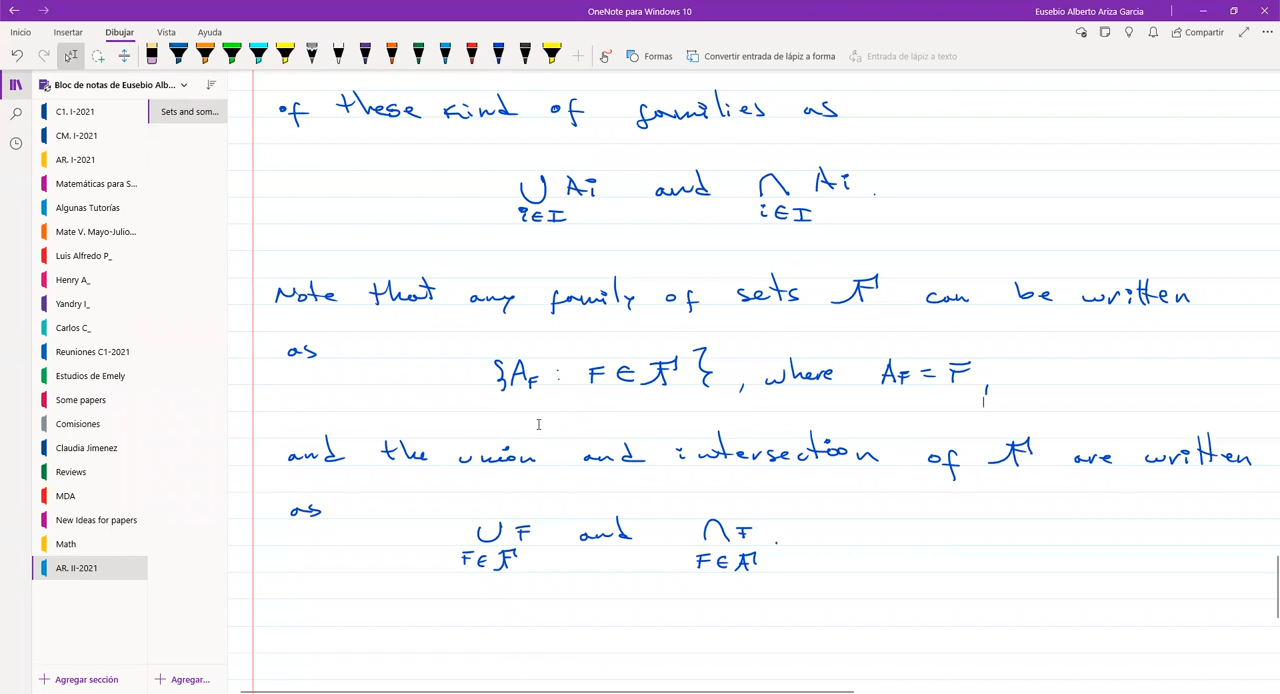 OneNote para Windows 10
Eusebio Alberto Ariza Garcia
Inicio
Insertar
Dibujar
Vista
Ayuda
Compartir
Formas
Convertir entrada de lápiz a forma
Entrada de lápiz a texto
Bloc de notas de Eusebio Alb...
C1. I-2021
CM. I-2021
AR. I-2021
Matemáticas para S...
Algunas Tutorías
Mate V. Mayo-Julio...
Luis Alfredo P_
Henry A_
Yandry I_
Carlos C_
Reuniones C1-2021
Estudios de Emely
Some papers
Comisiones
Claudia Jimenez
Reviews
MDA
New Ideas for papers
Math
AR. II-2021
Agregar sección
Sets and som...
Agregar...
of these kind of families as
⋃ Ai and ⋂ Ai .
i∈I i∈I
Note that any family of sets ℱ can be written
as {A_F : F ∈ ℱ}, where A_F = F,
and the union and intersection of ℱ are written
as ⋃ F and ⋂ F .
F∈ℱ F∈ℱ